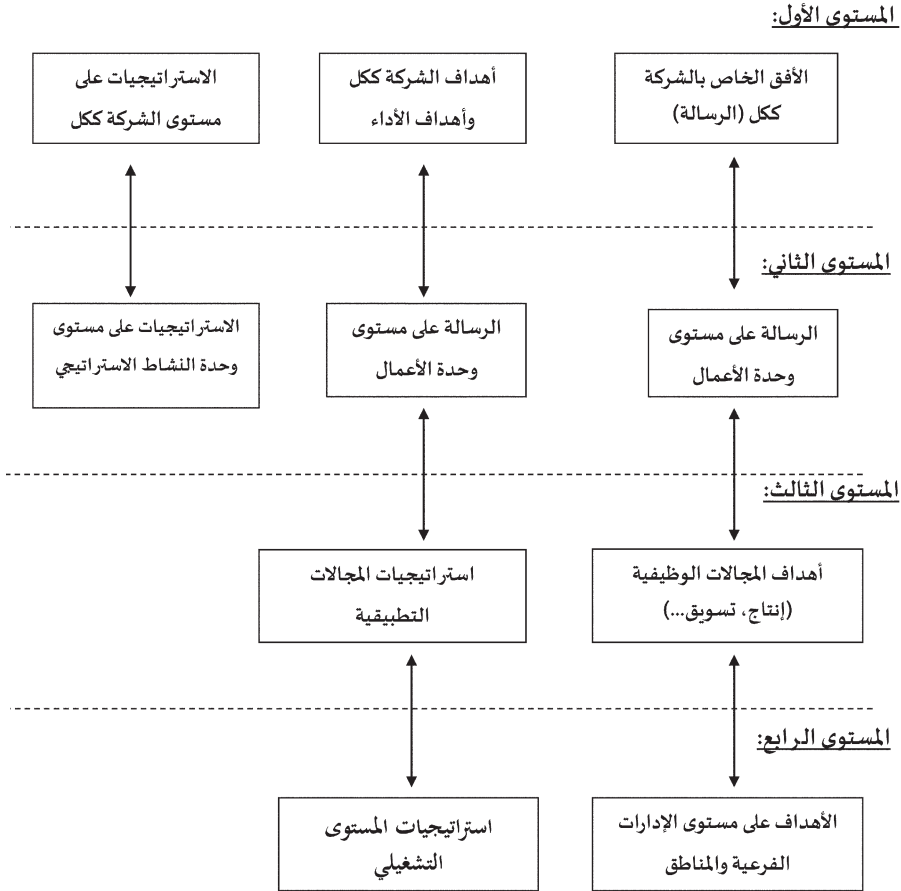 المستوى الأول:
الأفق الخاص بالشركة
ككل (الرسالة)
أهداف الشركة ككل
وأهداف الأداء
الاستراتيجيات على
مستوى الشركة ككل
المستوى الثاني:
الرسالة على مستوى
وحدة الأعمال
الرسالة على مستوى
وحدة الأعمال
الاستراتيجيات على مستوى
وحدة النشاط الاستراتيجي
المستوى الثالث:
أهداف المجالات الوظيفية
(إنتاج، تسويق...)
استراتيجيات المجالات
التطبيقية
المستوى الرابع:
الأهداف على مستوى الإدارات
الفرعية والمناطق
استراتيجيات المستوى
التشغيلي